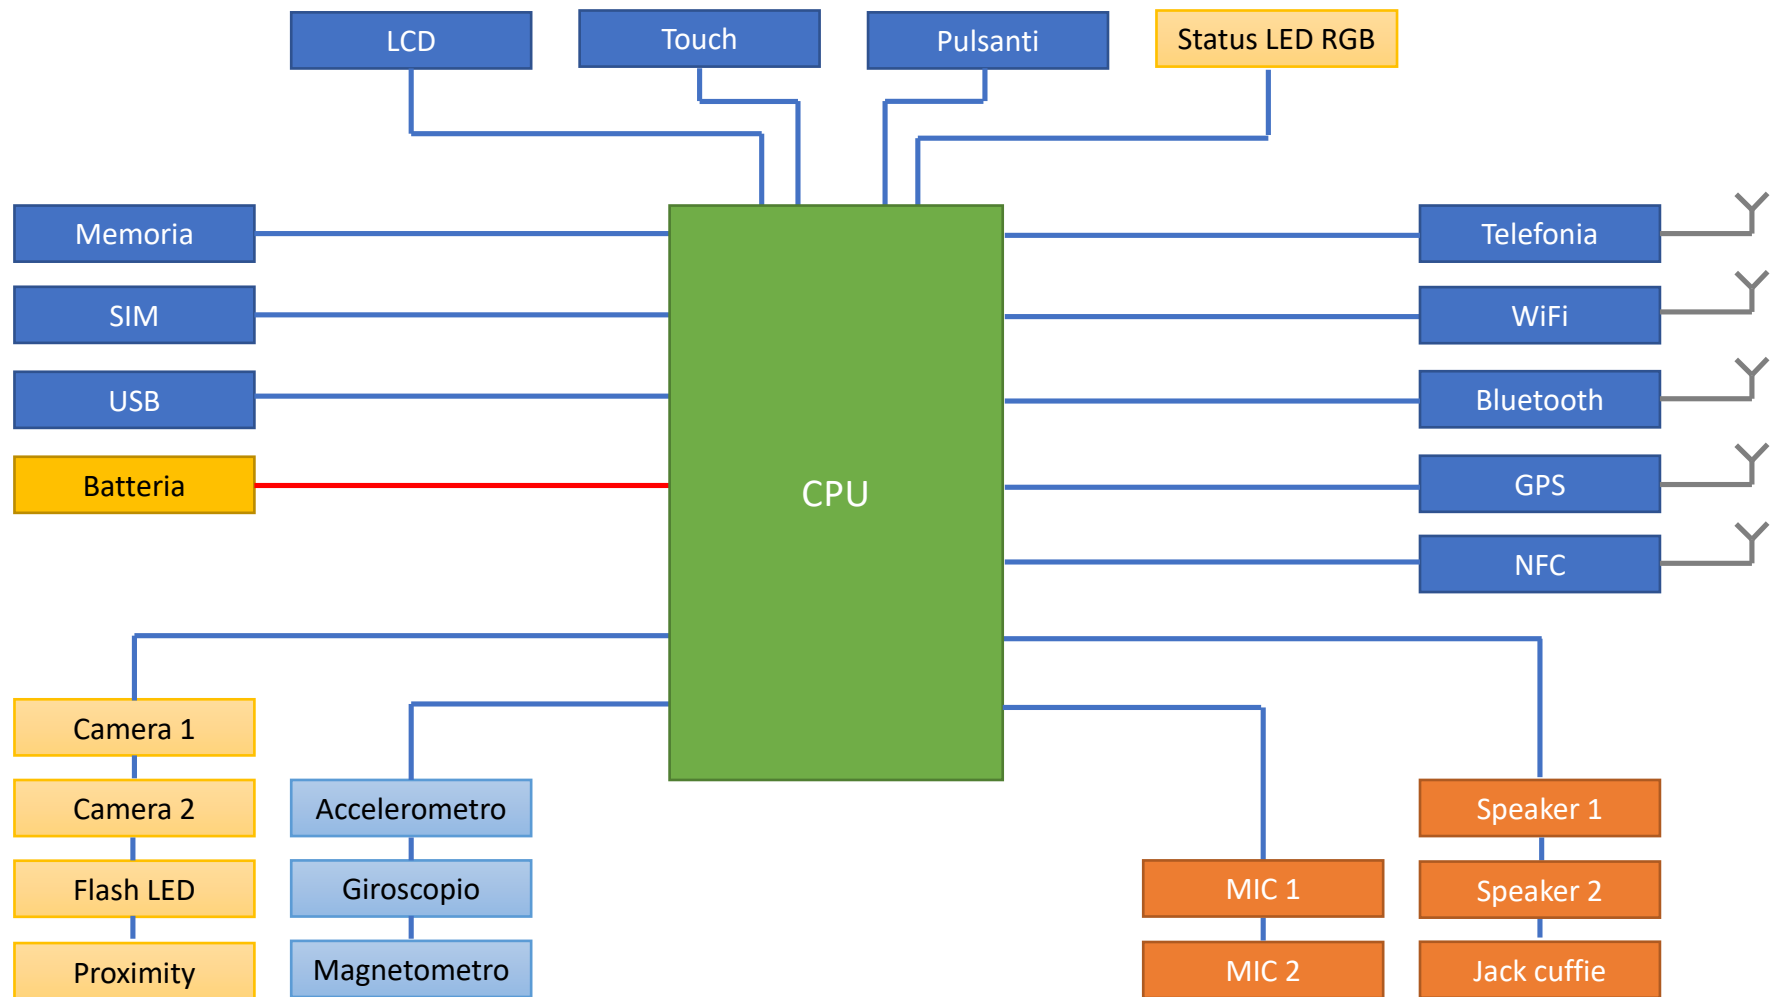 LCD
Touch
Pulsanti
Status LED RGB
Memoria
SIM
USB
Batteria
CPU
Telefonia
WiFi
Bluetooth
GPS
NFC
Camera 1
Camera 2
Flash LED
Proximity
Accelerometro
Giroscopio
Magnetometro
MIC 1
MIC 2
Speaker 1
Speaker 2
Jack cuffie